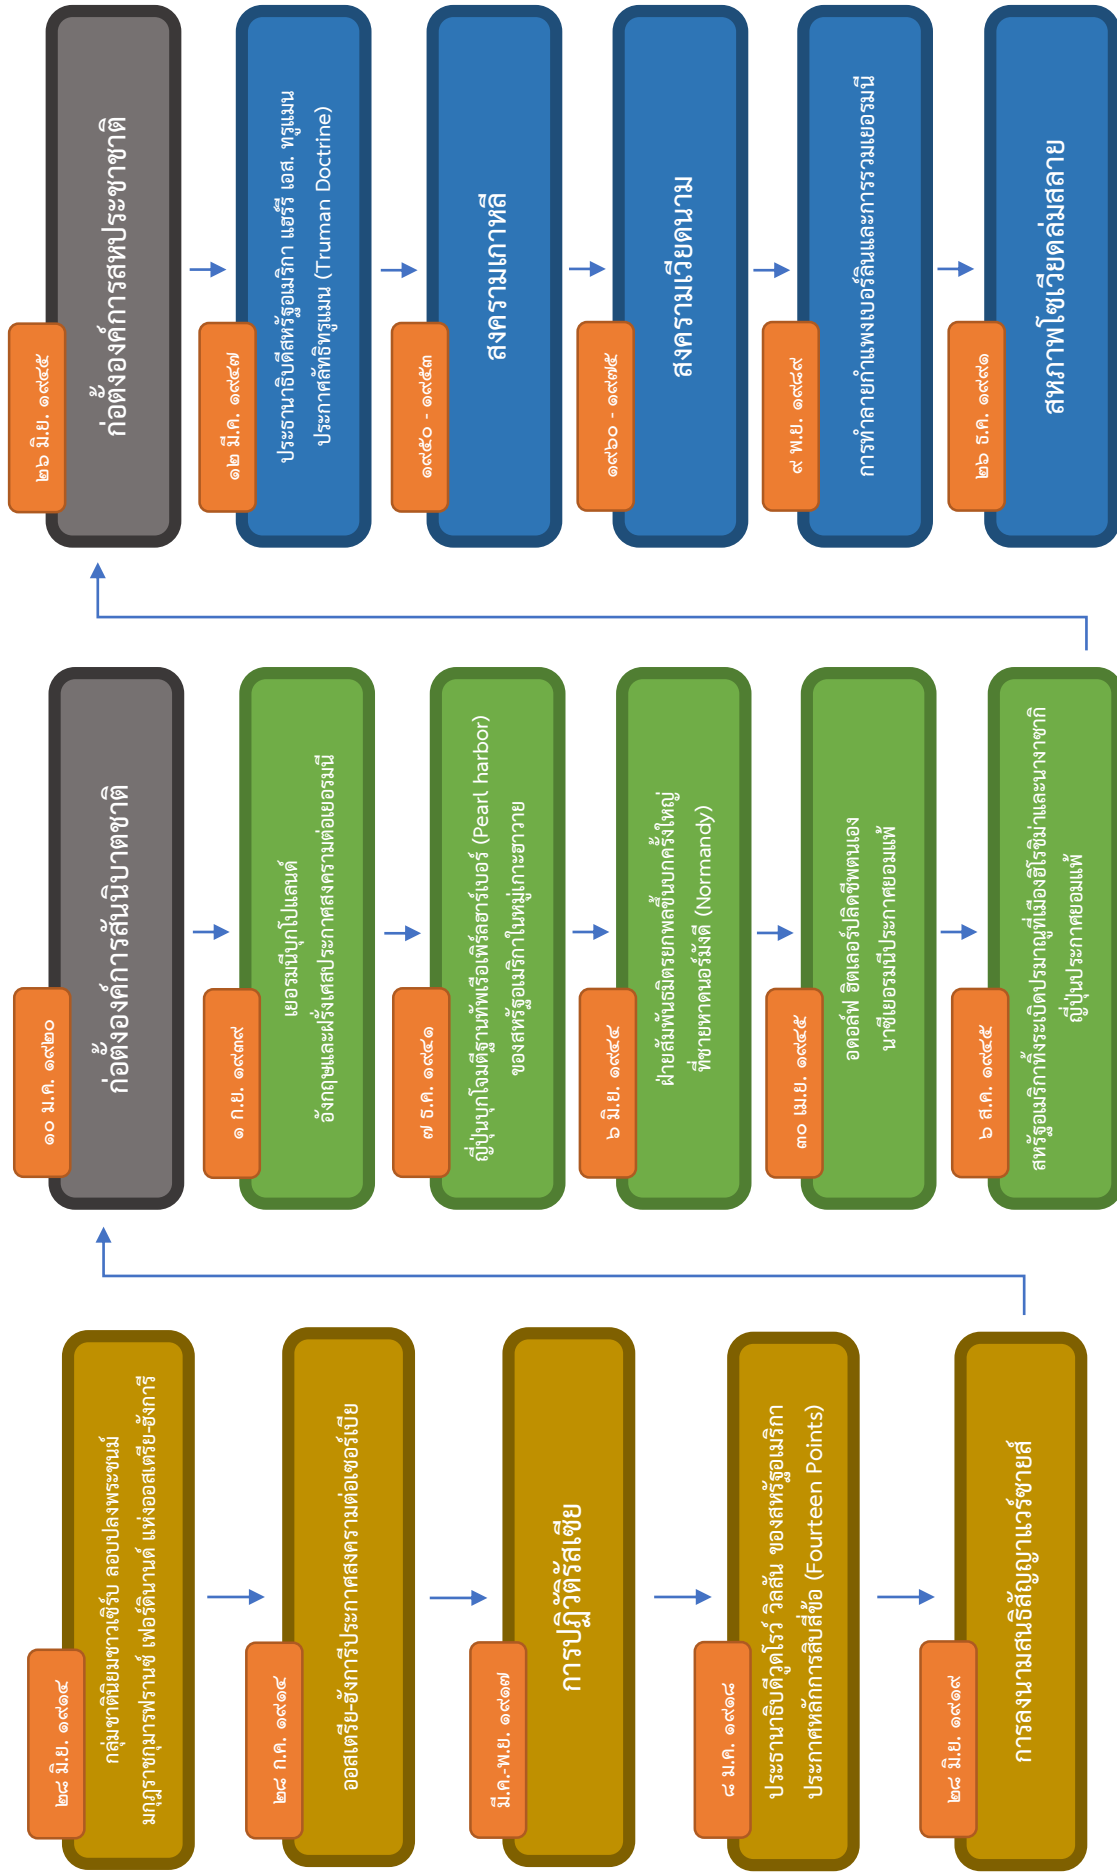 ๒๘ มิ.ย. ๑๙๑๔
กลุ่มชาตินิยมชาวเซิร์บ ลอบปลงพระชนม์
มกุฎราชกุมารฟรานซ์ เฟอร์ดินานด์ แห่งออสเตรีย-ฮังการี
๒๘ ก.ค. ๑๙๑๔
ออสเตรีย-ฮังการีประกาศสงครามต่อเซอร์เบีย
มี.ค.-พ.ย. ๑๙๑๗
การปฏิวัติรัสเซีย
๘ ม.ค. ๑๙๑๘
ประธานาธิบดีวูดโรว์ วิลสัน ของสหรัฐอเมริกา
ประกาศหลักการสิบสี่ข้อ (Fourteen Points)
๒๘ มิ.ย. ๑๙๑๙
การลงนามสนธิสัญญาแวร์ซายส์
๑๐ ม.ค. ๑๙๒๐
ก่อตั้งองค์การสันนิบาตชาติ
๑ ก.ย. ๑๙๓๙
เยอรมนีบุกโปแลนด์
อังกฤษและฝรั่งเศสประกาศสงครามต่อเยอรมนี
๗ ธ.ค. ๑๙๔๑
ญี่ปุ่นบุกโจมตีฐานทัพเรือเพิร์ลฮาร์เบอร์ (Pearl harbor)
ของสหรัฐอเมริกาในหมู่เกาะฮาวาย
๖ มิ.ย. ๑๙๔๔
ฝ่ายสัมพันธมิตรยกพลขึ้นบกครั้งใหญ่
ที่ชายหาดนอร์มังดี (Normandy)
๓๐ เม.ย. ๑๙๔๕
อดอล์ฟ ฮิตเลอร์ปลิดชีพตนเอง
นาซีเยอรมนีประกาศยอมแพ้
๖ ส.ค. ๑๙๔๕
สหรัฐอเมริกาทิ้งระเบิดปรมาณูที่เมืองฮิโรชิม่าและนางาซากิ
ญี่ปุ่นประกาศยอมแพ้
๒๖ มิ.ย. ๑๙๔๕
ก่อตั้งองค์การสหประชาชาติ
๑๒ มี.ค. ๑๙๔๗
ประธานาธิบดีสหรัฐอเมริกา แฮร์รี เอส. ทรูแมน
ประกาศลัทธิทรูแมน (Truman Doctrine)
๑๙๕๐ - ๑๙๕๓
สงครามเกาหลี
๑๙๖๐ - ๑๙๗๕
สงครามเวียดนาม
๙ พ.ย. ๑๙๘๙
การทำลายกำแพงเบอร์ลินและการรวมเยอรมนี
๒๖ ธ.ค. ๑๙๙๑
สหภาพโซเวียดล่มสลาย